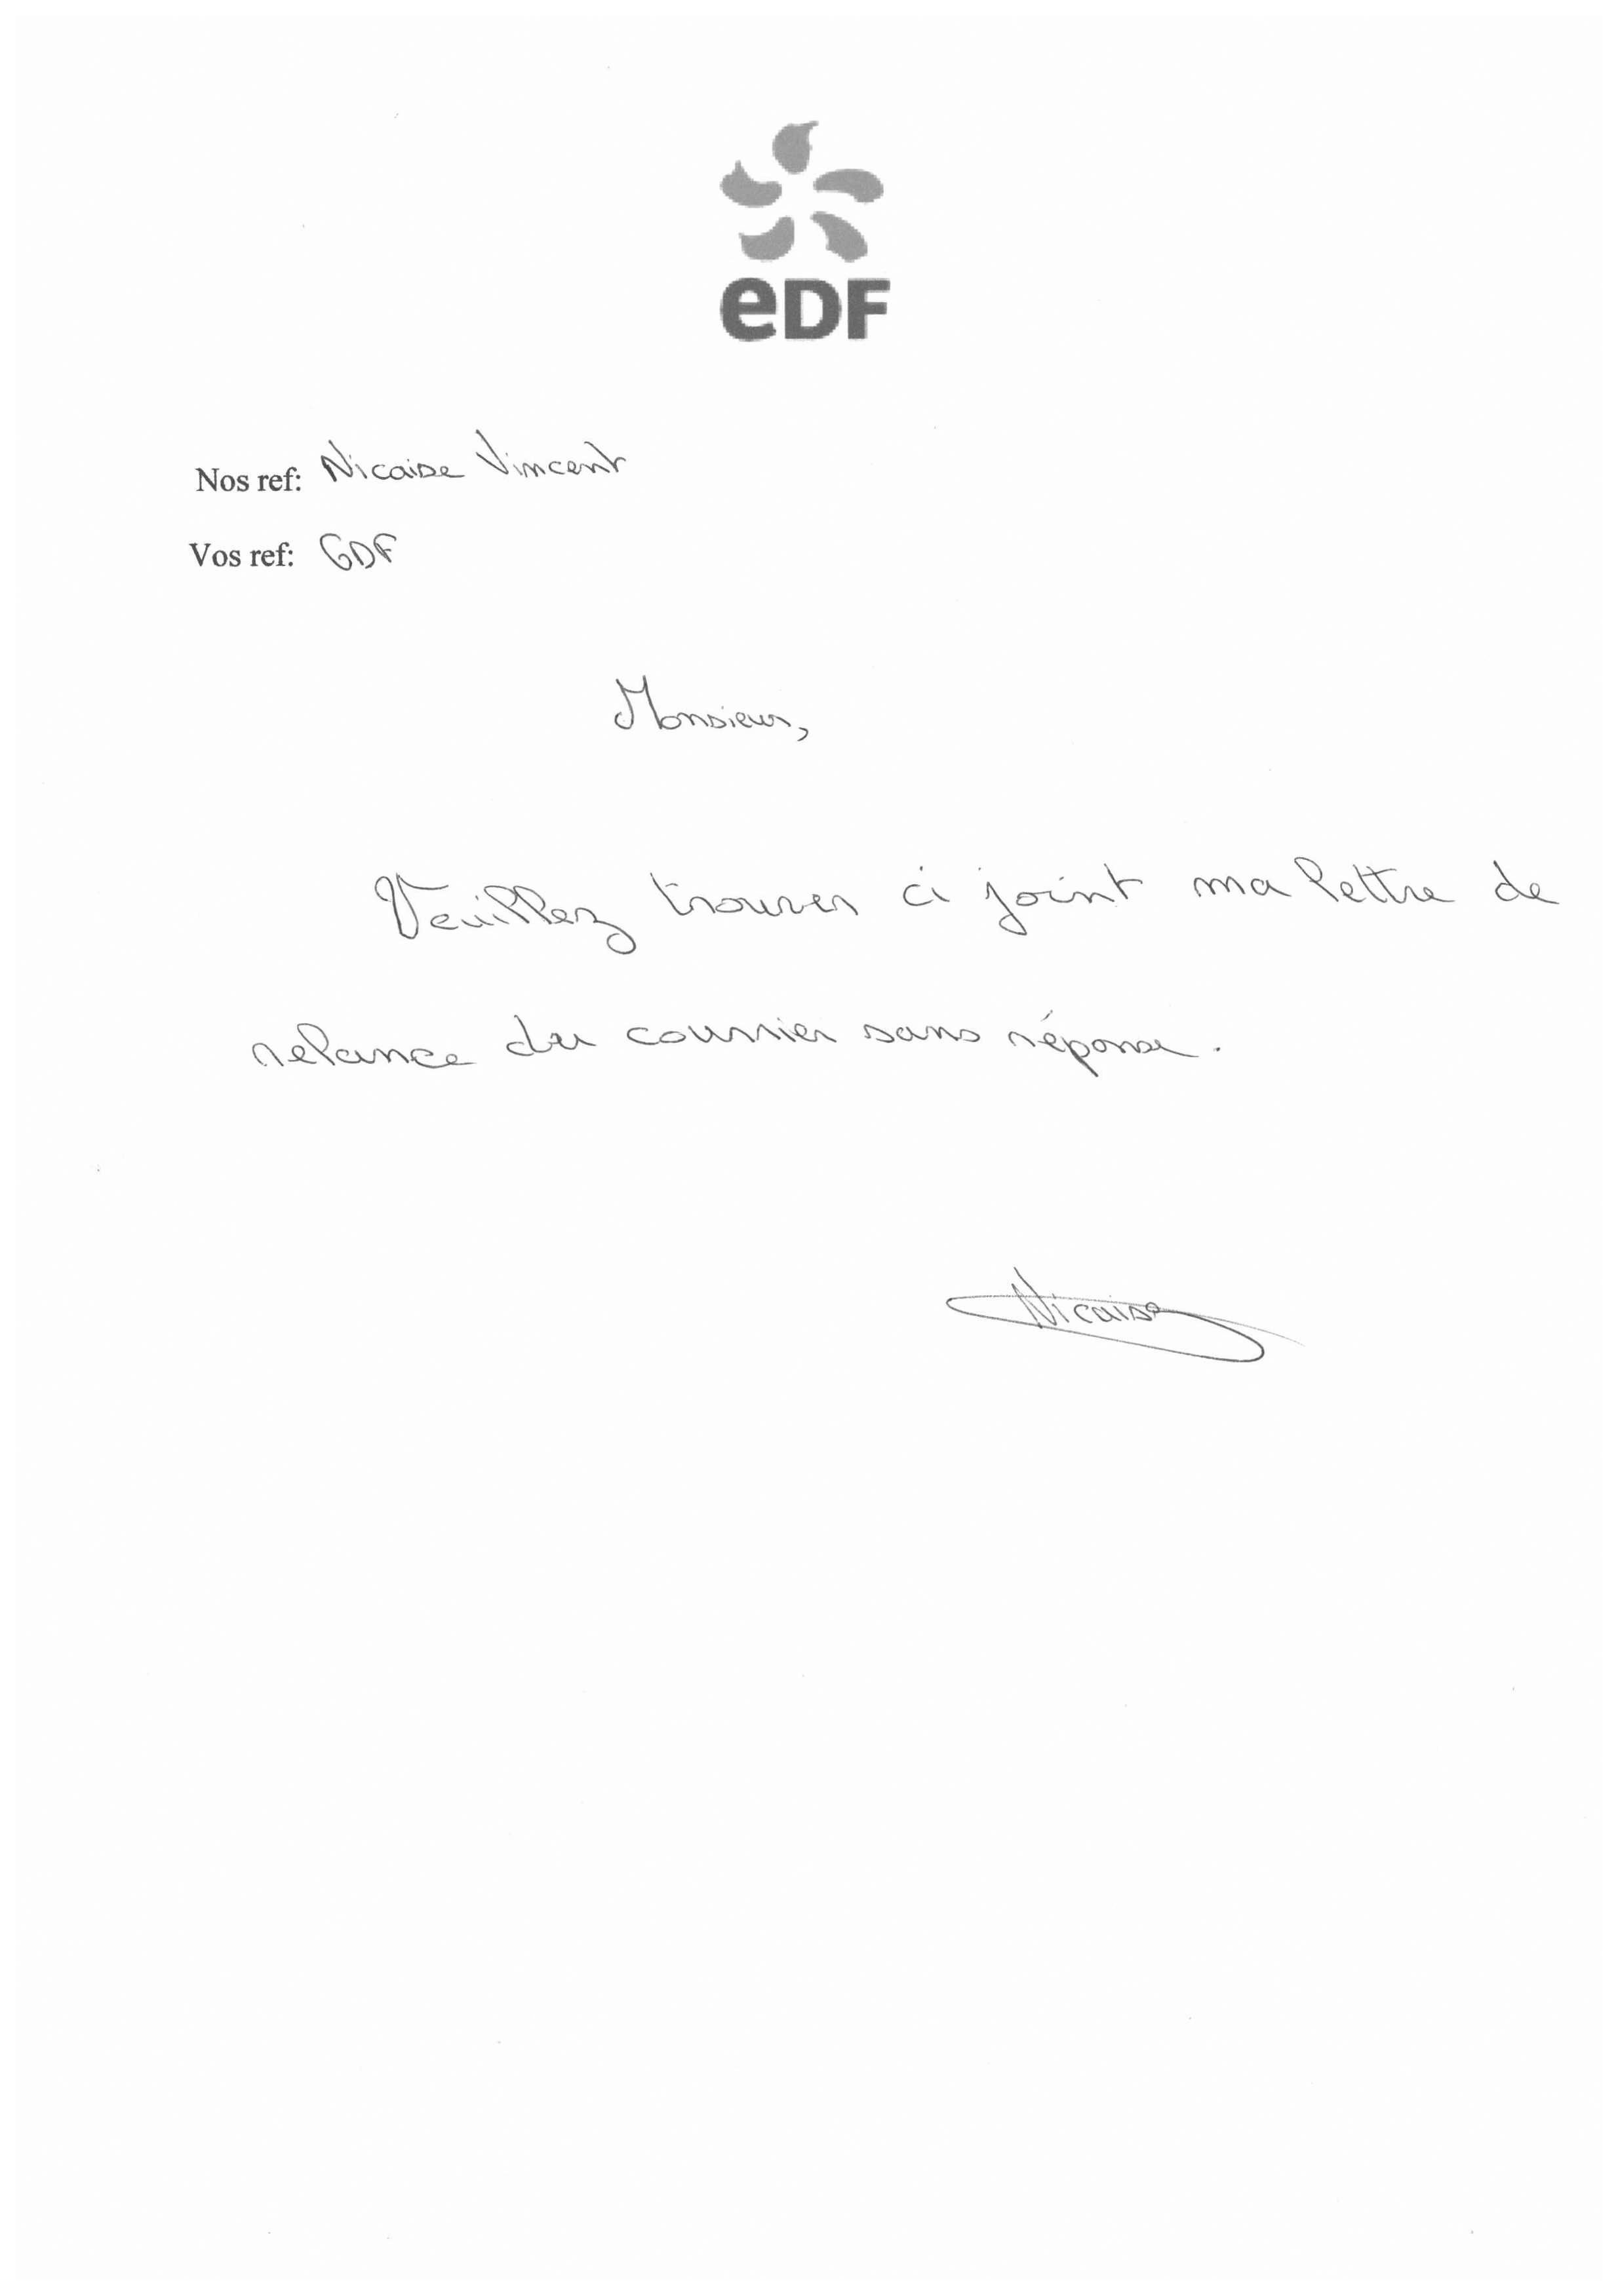 eDF
Nos ref: Nicaise Vincent
Vos ref: GDF
Monsieur,
Veuillez trouver ci joint ma lettre de
relance du courrier sans réponse.
Nicaise